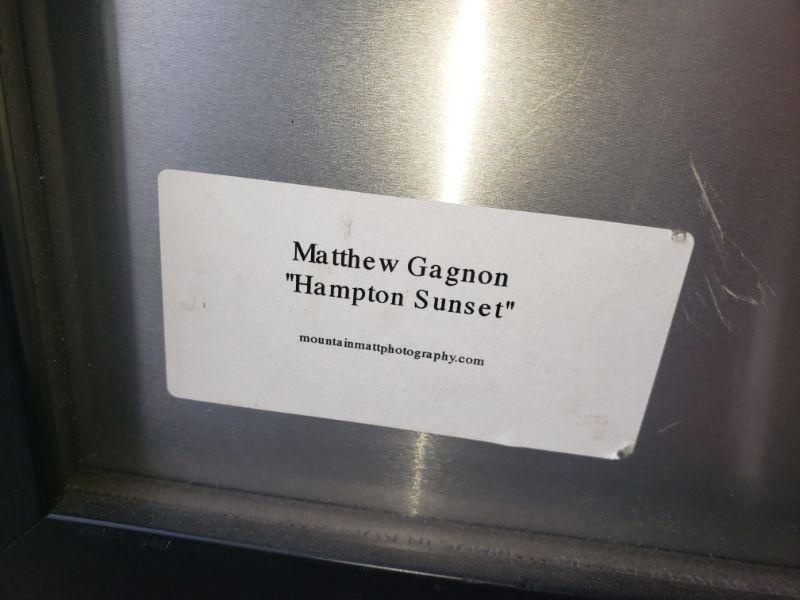 Matthew Gagnon
"Hampton Sunset"
mountainmattphotography.com